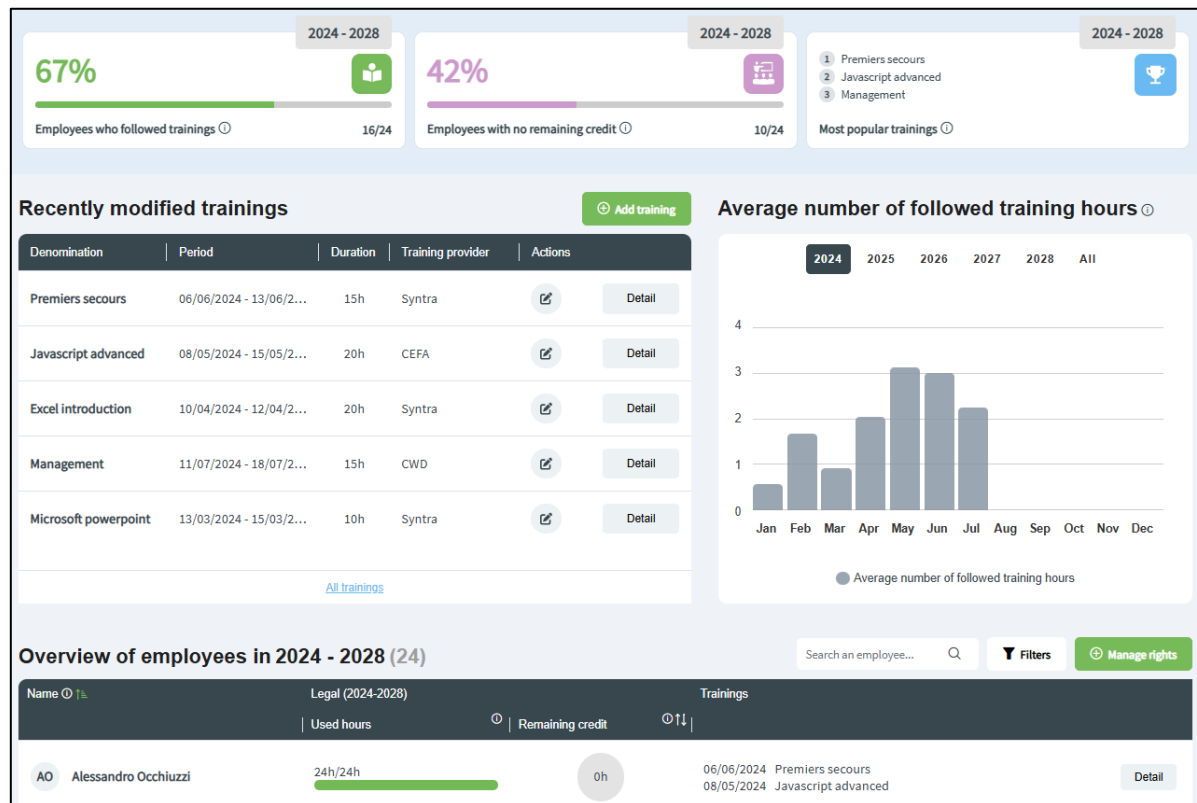 2024 - 2028
67%
Employees who followed trainings
16/24
2024 - 2028
42%
Employees with no remaining credit
10/24
2024 - 2028
1 Premiers secours
2 Javascript advanced
3 Management
Most popular trainings
Recently modified trainings
Add training
Denomination Period Duration Training provider Actions
Premiers secours 06/06/2024 - 13/06/2... 15h Syntra Detail
Javascript advanced 08/05/2024 - 15/05/2... 20h CEFA Detail
Excel introduction 10/04/2024 - 12/04/2... 20h Syntra Detail
Management 11/07/2024 - 18/07/2... 15h CWD Detail
Microsoft powerpoint 13/03/2024 - 15/03/2... 10h Syntra Detail
All trainings
Average number of followed training hours
2024 2025 2026 2027 2028 All
4
3
2
1
0
Jan Feb Mar Apr May Jun Jul Aug Sep Oct Nov Dec
Average number of followed training hours
Overview of employees in 2024 - 2028 (24)
Search an employee...
Filters
Manage rights
Name Legal (2024-2028) Trainings
Used hours Remaining credit
AO Alessandro Occhiuzzi 24h/24h 0h
06/06/2024 Premiers secours
08/05/2024 Javascript advanced
Detail